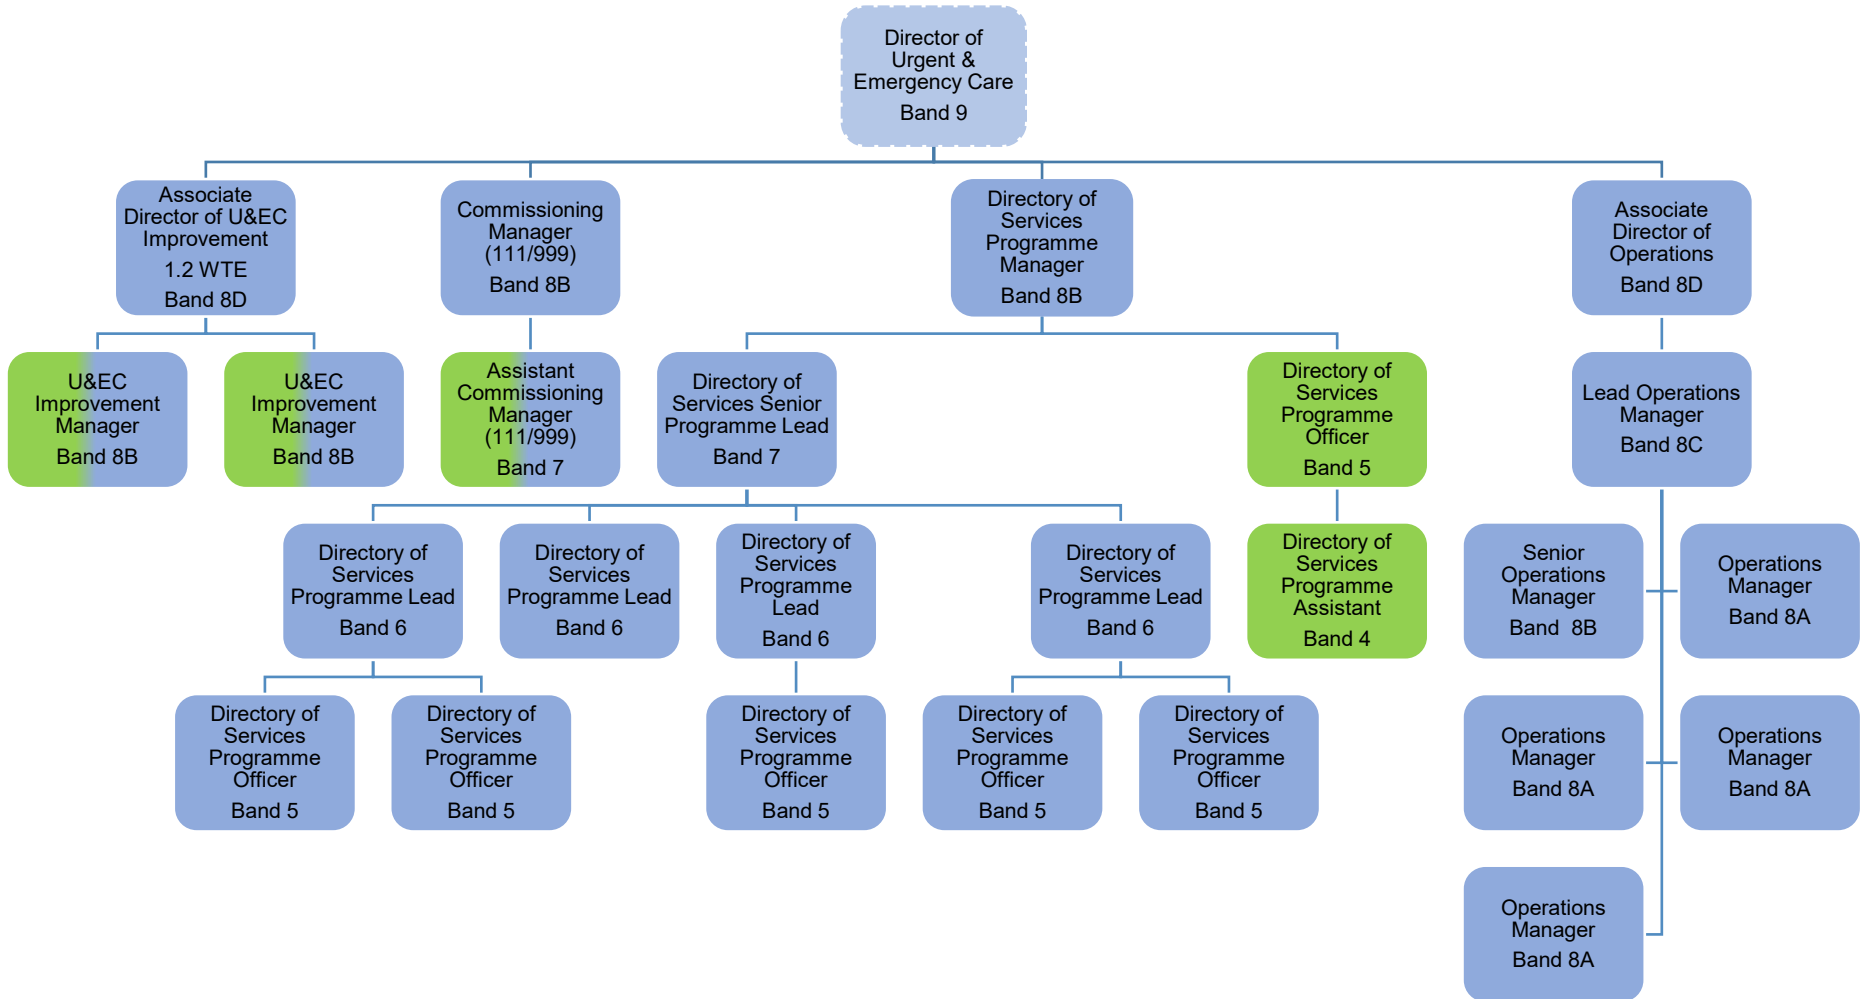 Director of
Urgent &
Emergency Care
Band 9
Associate
Director of U&EC
Improvement
1.2 WTE
Band 8D
Commissioning
Manager
(111/999)
Band 8B
Directory of
Services
Programme
Manager
Band 8B
Associate
Director of
Operations
Band 8D
U&EC
Improvement
Manager
Band 8B
U&EC
Improvement
Manager
Band 8B
Assistant
Commissioning
Manager
(111/999)
Band 7
Directory of
Services Senior
Programme Lead
Band 7
Directory of
Services
Programme
Officer
Band 5
Lead Operations
Manager
Band 8C
Directory of
Services
Programme Lead
Band 6
Directory of
Services
Programme Lead
Band 6
Directory of
Services
Programme
Lead
Band 6
Directory of
Services
Programme Lead
Band 6
Directory of
Services
Programme
Assistant
Band 4
Senior
Operations
Manager
Band  8B
Operations
Manager
Band 8A
Directory of
Services
Programme
Officer
Band 5
Directory of
Services
Programme
Officer
Band 5
Directory of
Services
Programme
Officer
Band 5
Directory of
Services
Programme
Officer
Band 5
Directory of
Services
Programme
Officer
Band 5
Operations
Manager
Band 8A
Operations
Manager
Band 8A
Operations
Manager
Band 8A